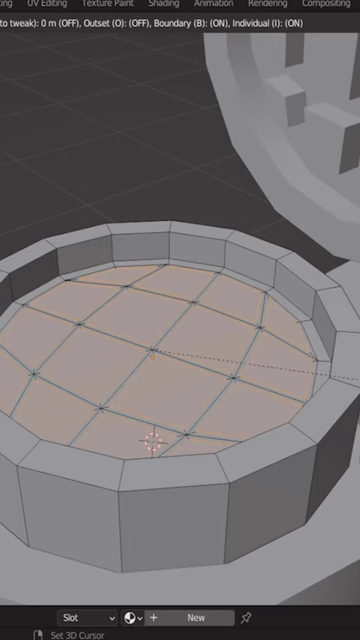 UV Editing Texture Paint Shading Animation Rendering Compositing
to tweak): 0 m (OFF), Outset (O): (OFF), Boundary (B): (ON), Individual (I): (ON)
Slot New
Set 3D Cursor